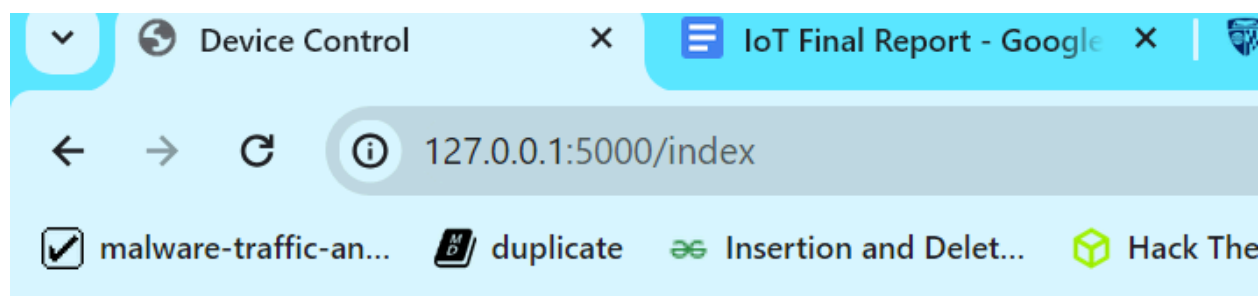 Device Control IoT Final Report - Google
127.0.0.1:5000/index
malware-traffic-an... duplicate Insertion and Delet... Hack The